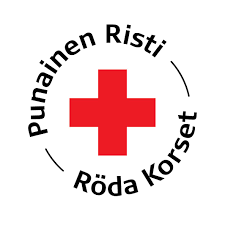 Punainen Risti
Röda Korset